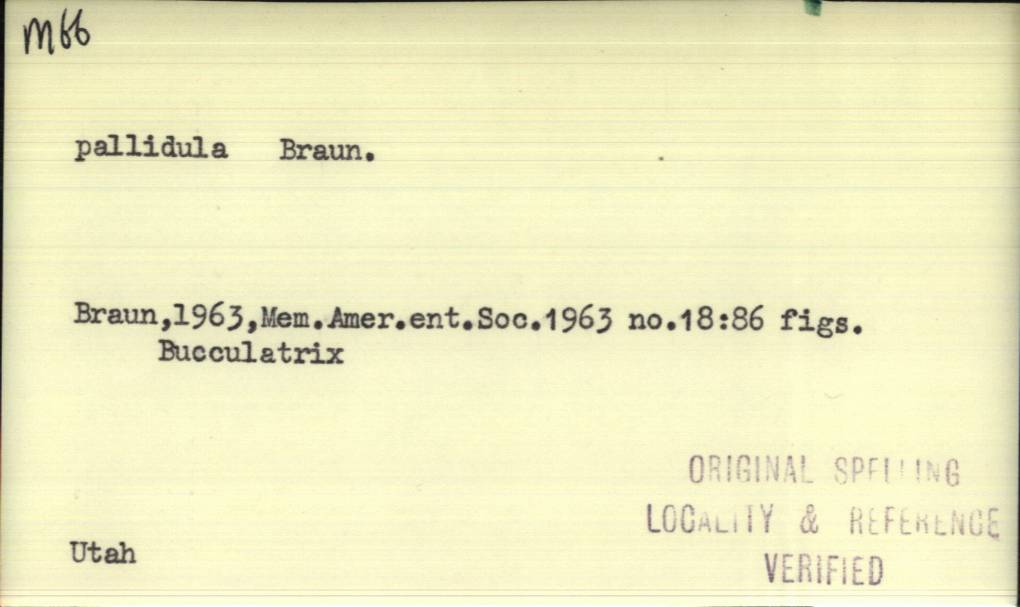 M66
pallidula Braun.
Braun,1963,Mem.Amer.ent.Soc.1963 no.18:86 figs.
Bucculatrix
Utah
ORIGINAL SPELLING
LOCALITY & REFERENCE
VERIFIED